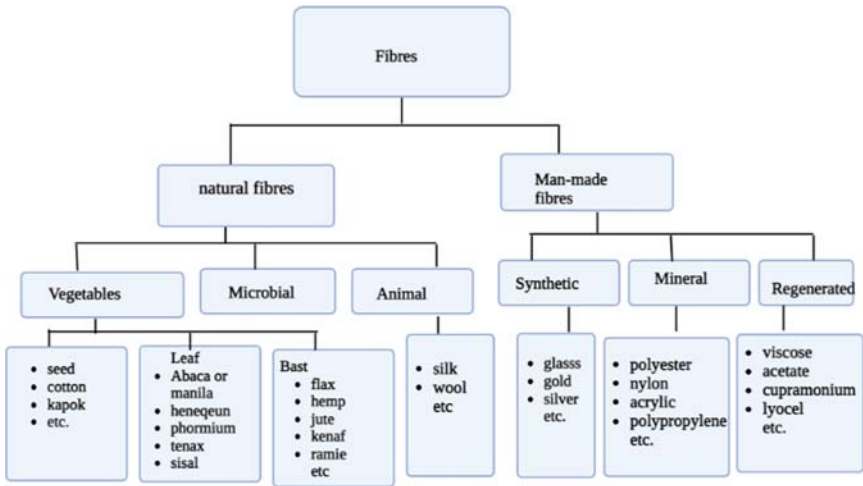 Fibres
natural fibres
Man-made
fibres
Vegetables
Microbial
Animal
Synthetic
Mineral
Regenerated
seed
cotton
kapok
etc.
Leaf
Abaca or
manila
heneqeun
phormium
tenax
sisal
Bast
flax
hemp
jute
kenaf
ramie
etc
silk
wool
etc
glasss
gold
silver
etc.
polyester
nylon
acrylic
polypropylene
etc.
viscose
acetate
cupramonium
lyocel
etc.